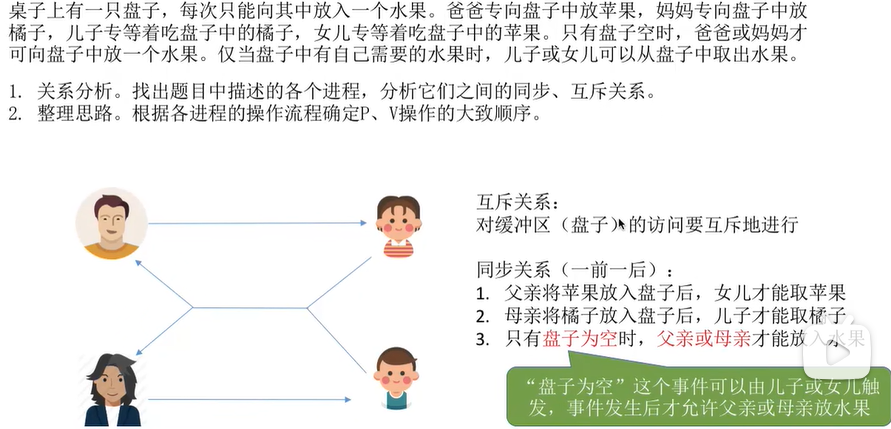 桌子上有一只盘子，每次只能向其中放入一个水果。爸爸专向盘子中放苹果，妈妈专向盘子中放
橘子，儿子专等着吃盘子中的橘子，女儿专等着吃盘子中的苹果。只有盘子空时，爸爸或妈妈才
可向盘子中放一个水果。仅当盘子中有自己需要的水果时，儿子或女儿可以从盘子中取出水果。
1. 关系分析。找出题目中描述的各个进程，分析它们之间的同步、互斥关系。
2. 整理思路。根据各进程的操作流程确定P、V操作的大致顺序。
互斥关系：
对缓冲区（盘子）的访问要互斥地进行
同步关系（一前一后）：
1. 父亲将苹果放入盘子后，女儿才能取苹果
2. 母亲将橘子放入盘子后，儿子才能取橘子
3. 只有盘子为空时，父亲或母亲才能放入水果
“盘子为空”这个事件可以由儿子或女儿触
发，事件发生后才允许父亲或母亲放水果